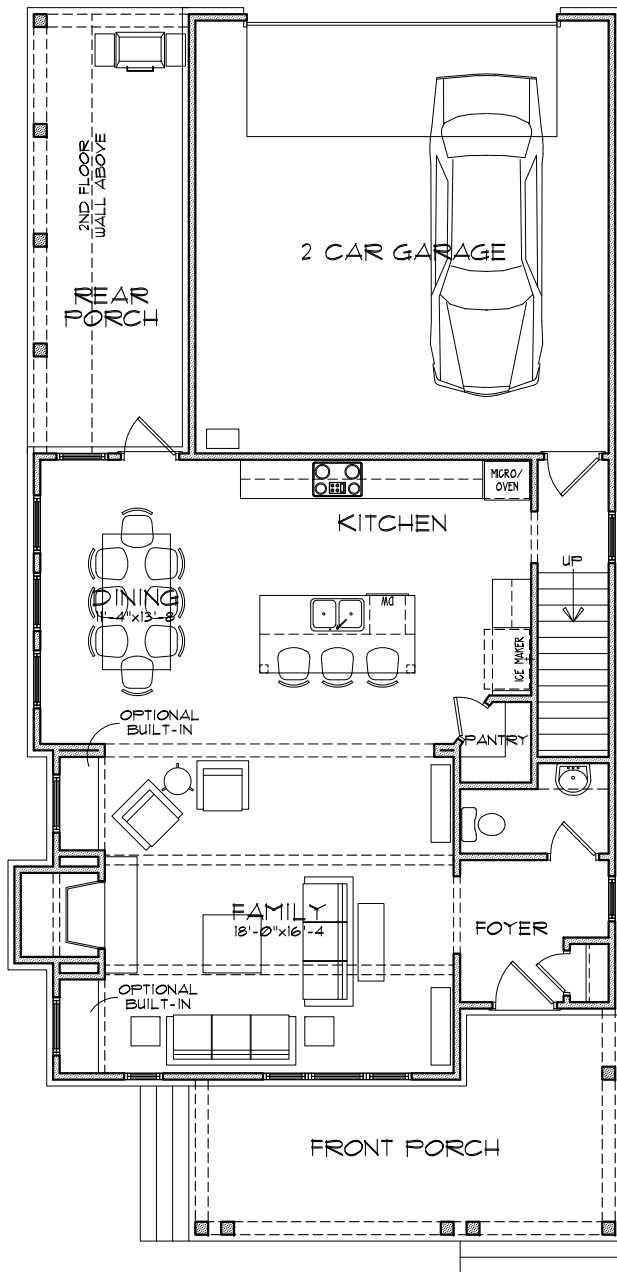 2ND FLOOR
WALL ABOVE
2 CAR GARAGE
REAR
PORCH
MICRO/
OVEN
KITCHEN
UP
DINING
11'-4"x13'-8
DW
ICE MAKER
OPTIONAL
BUILT-IN
PANTRY
FAMILY
18'-0"x16'-4
FOYER
OPTIONAL
BUILT-IN
FRONT PORCH